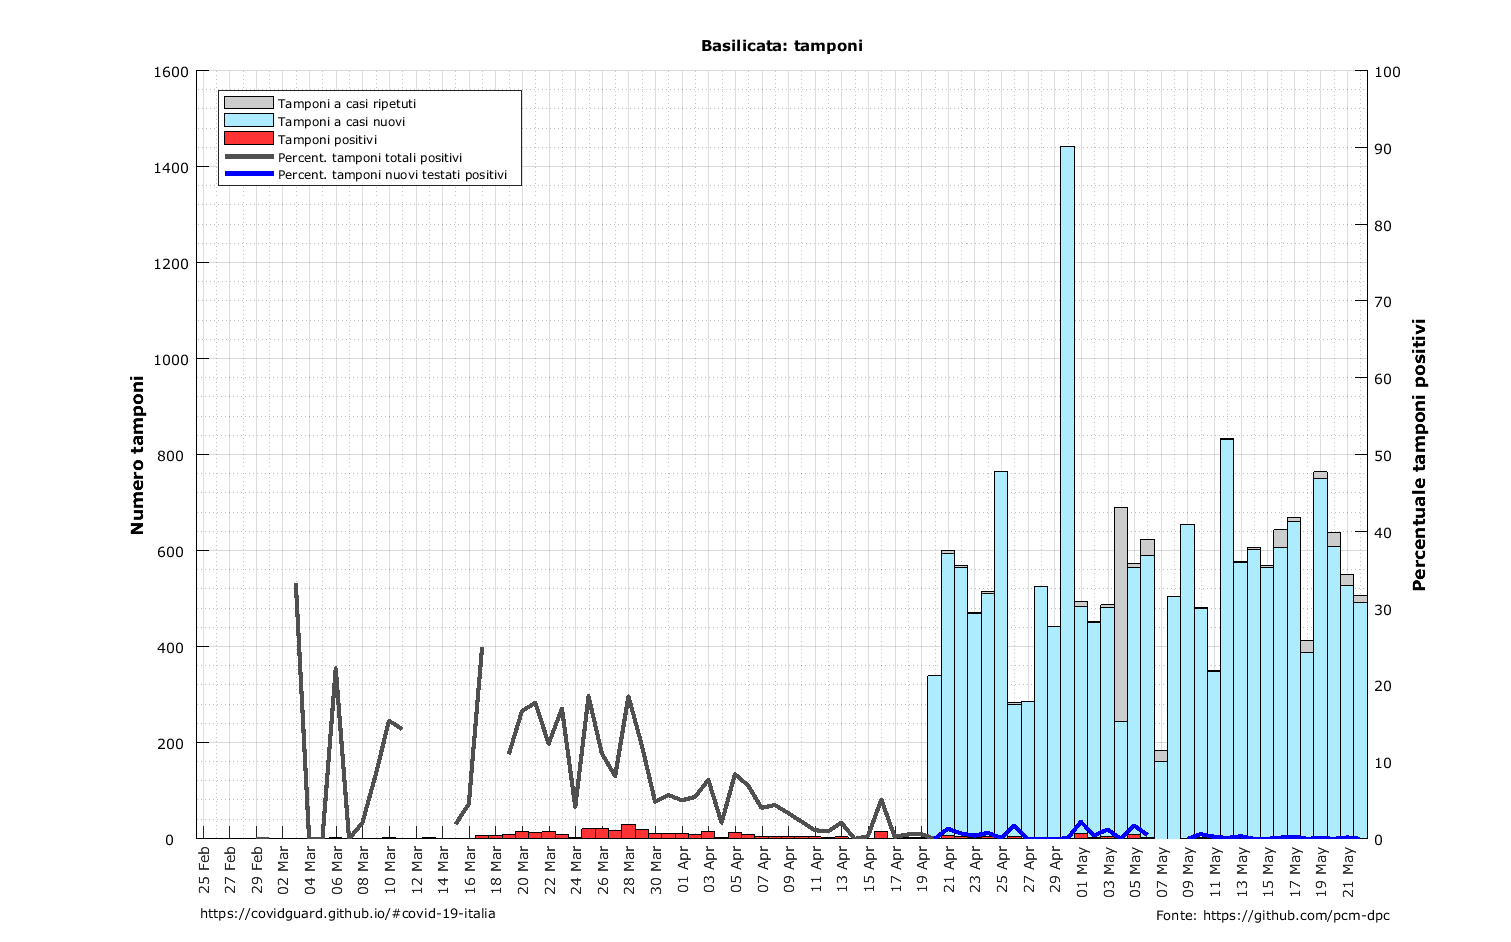 Basilicata: tamponi
Tamponi a casi ripetuti
Tamponi a casi nuovi
Tamponi positivi
Percent. tamponi totali positivi
Percent. tamponi nuovi testati positivi
Numero tamponi
1600
1400
1200
1000
800
600
400
200
0
100
90
80
70
60
50
40
30
20
10
0
Percentuale tamponi positivi
25 Feb
27 Feb
29 Feb
02 Mar
04 Mar
06 Mar
08 Mar
10 Mar
12 Mar
14 Mar
16 Mar
18 Mar
20 Mar
22 Mar
24 Mar
26 Mar
28 Mar
30 Mar
01 Apr
03 Apr
05 Apr
07 Apr
09 Apr
11 Apr
13 Apr
15 Apr
17 Apr
19 Apr
21 Apr
23 Apr
25 Apr
27 Apr
29 Apr
01 May
03 May
05 May
07 May
09 May
11 May
13 May
15 May
17 May
19 May
21 May
https://covidguard.github.io/#covid-19-italia
Fonte: https://github.com/pcm-dpc